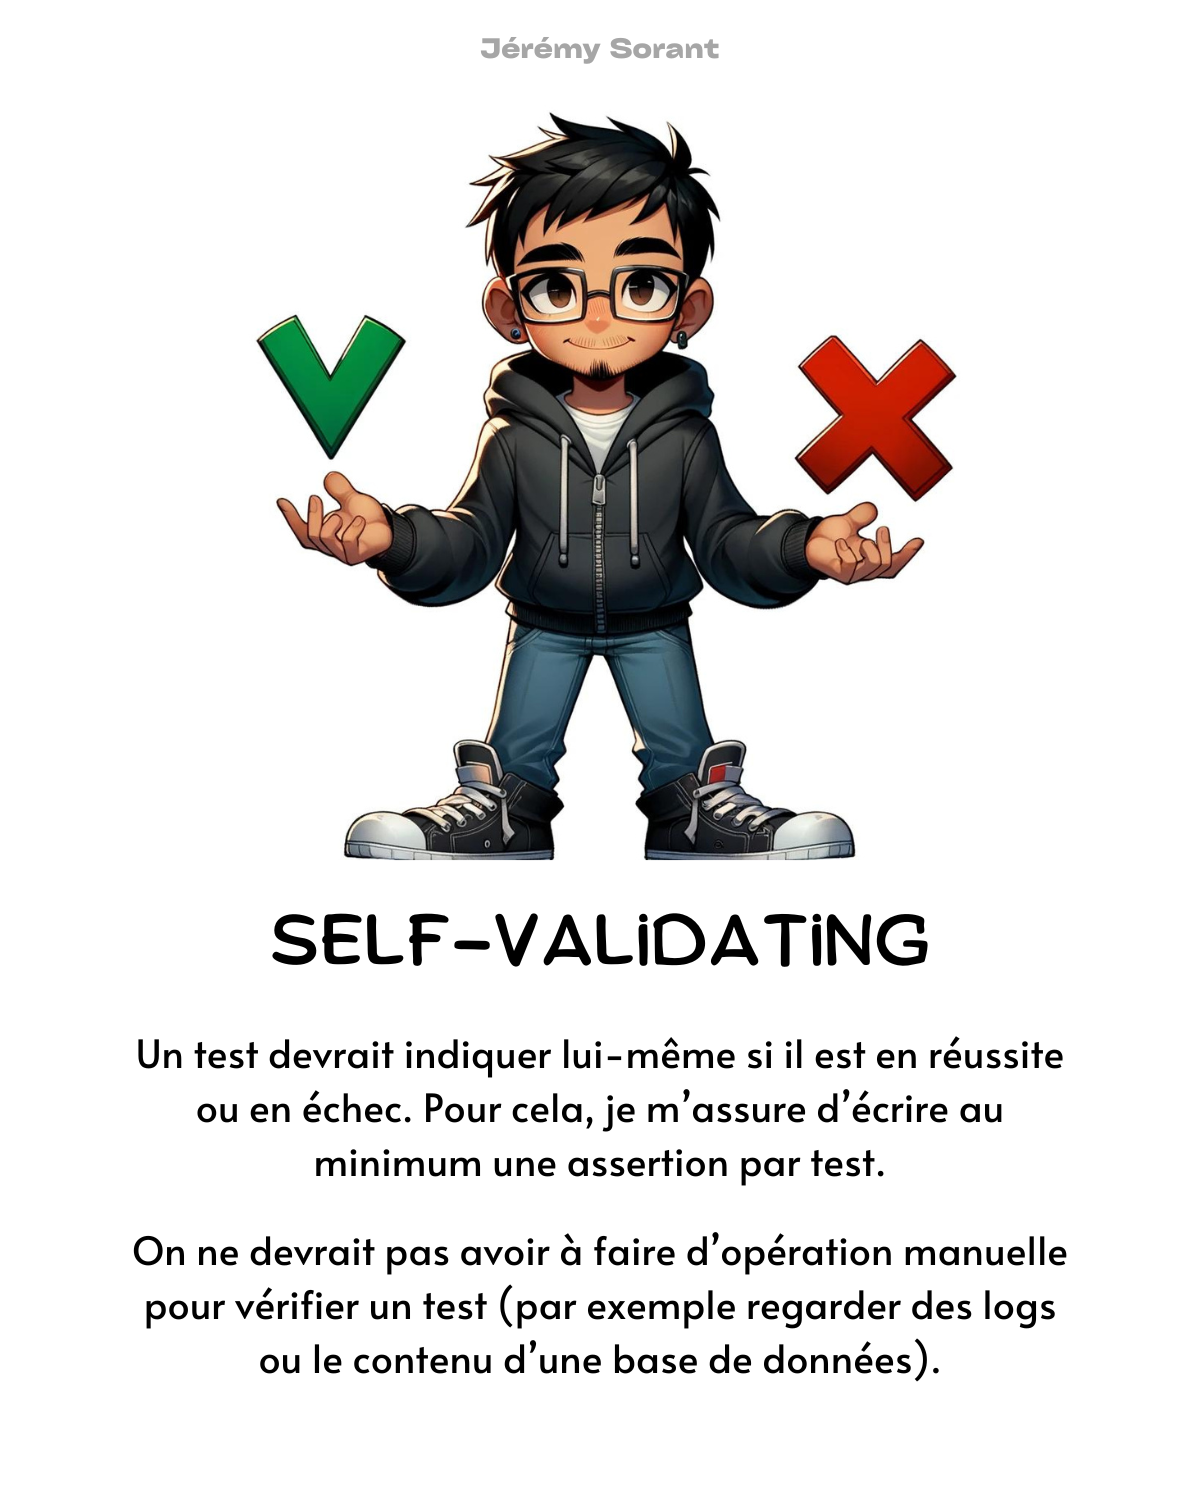 Jérémy Sorant
SELF-VALiDATiNG
Un test devrait indiquer lui-même si il est en réussite
ou en échec. Pour cela, je m’assure d’écrire au
minimum une assertion par test.
On ne devrait pas avoir à faire d’opération manuelle
pour vérifier un test (par exemple regarder des logs
ou le contenu d’une base de données).